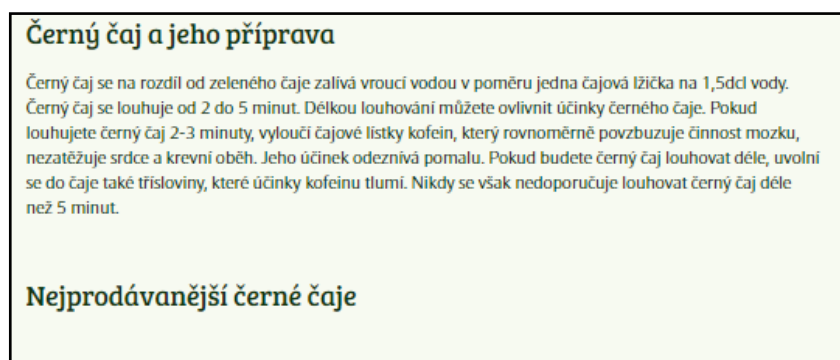 Černý čaj a jeho příprava
Černý čaj se na rozdíl od zeleného čaje zalívá vroucí vodou v poměru jedna čajová lžička na 1,5dcl vody.
Černý čaj se louhuje od 2 do 5 minut. Délkou louhování můžete ovlivnit účinky černého čaje. Pokud
louhujete černý čaj 2-3 minuty, vyloučí čajové lístky kofein, který rovnoměrně povzbuzuje činnost mozku,
nezatěžuje srdce a krevní oběh. Jeho účinek odeznívá pomalu. Pokud budete černý čaj louhovat déle, uvolní
se do čaje také třísloviny, které účinky kofeinu tlumí. Nikdy se však nedoporučuje louhovat černý čaj déle
než 5 minut.
Nejprodávanější černé čaje